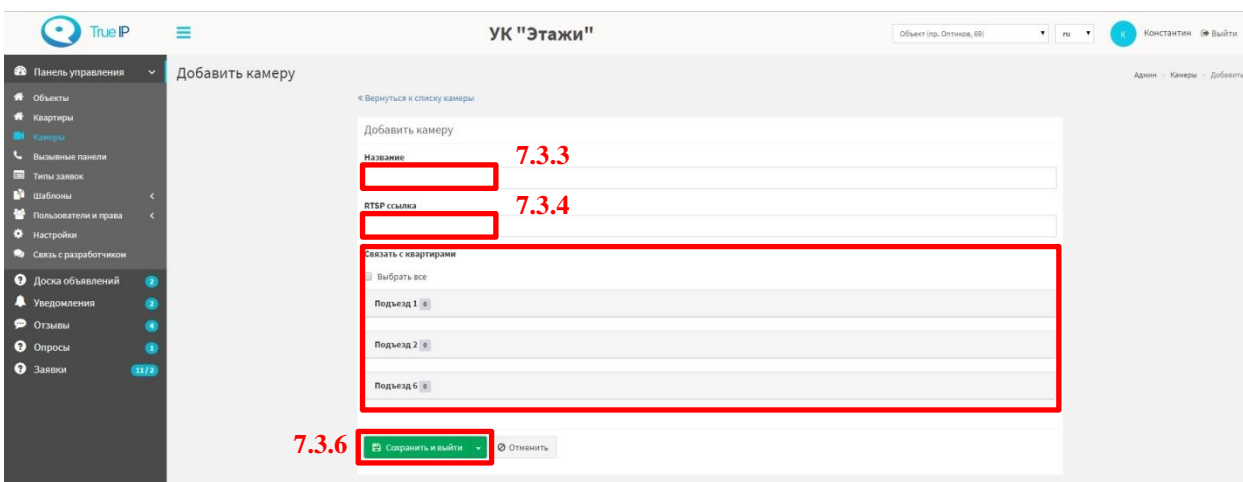 True IP
УК "Этажи"
Объект (пр. Оптиков, 69)
ru
К
Константин
Выйти
Панель управления
Добавить камеру
Админ - Камеры - Добавить
Объекты
« Вернуться к списку камеры
Квартиры
Камеры
Добавить камеру
Вызывные панели
Название
7.3.3
Типы заявок
Шаблоны
Пользователи и права
RTSP ссылка
7.3.4
Настройки
Связь с разработчиком
Связать с квартирами
Доска объявлений 2
Выбрать все
Уведомления 2
Подъезд 1 0
Отзывы 4
Опросы 1
Подъезд 2 0
Заявки 11/2
Подъезд 6 0
7.3.6
Сохранить и выйти
Отменить